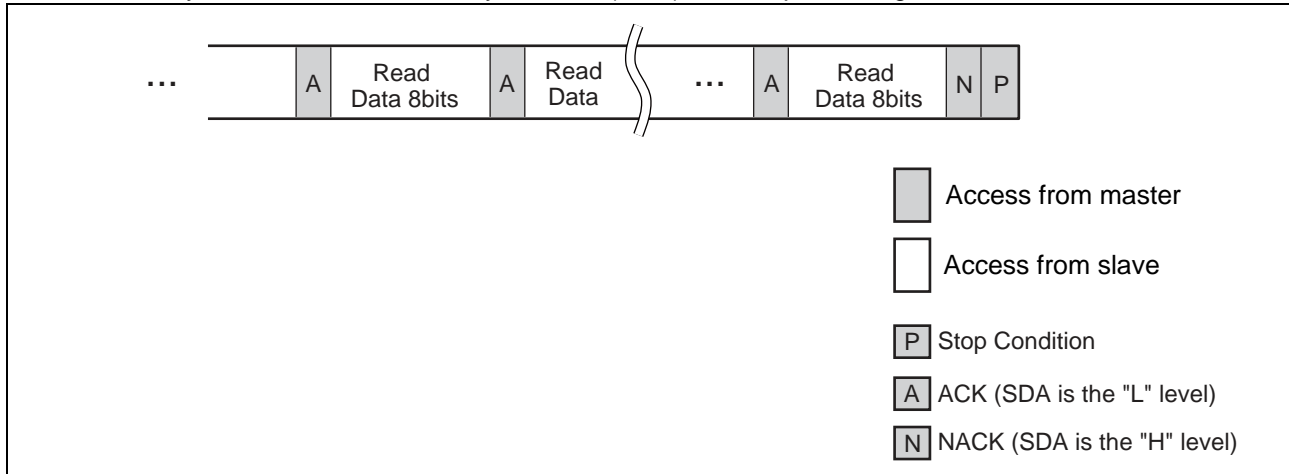 ... A Read Data 8bits A Read Data ... A Read Data 8bits N P
Access from master
Access from slave
P Stop Condition
A ACK (SDA is the "L" level)
N NACK (SDA is the "H" level)